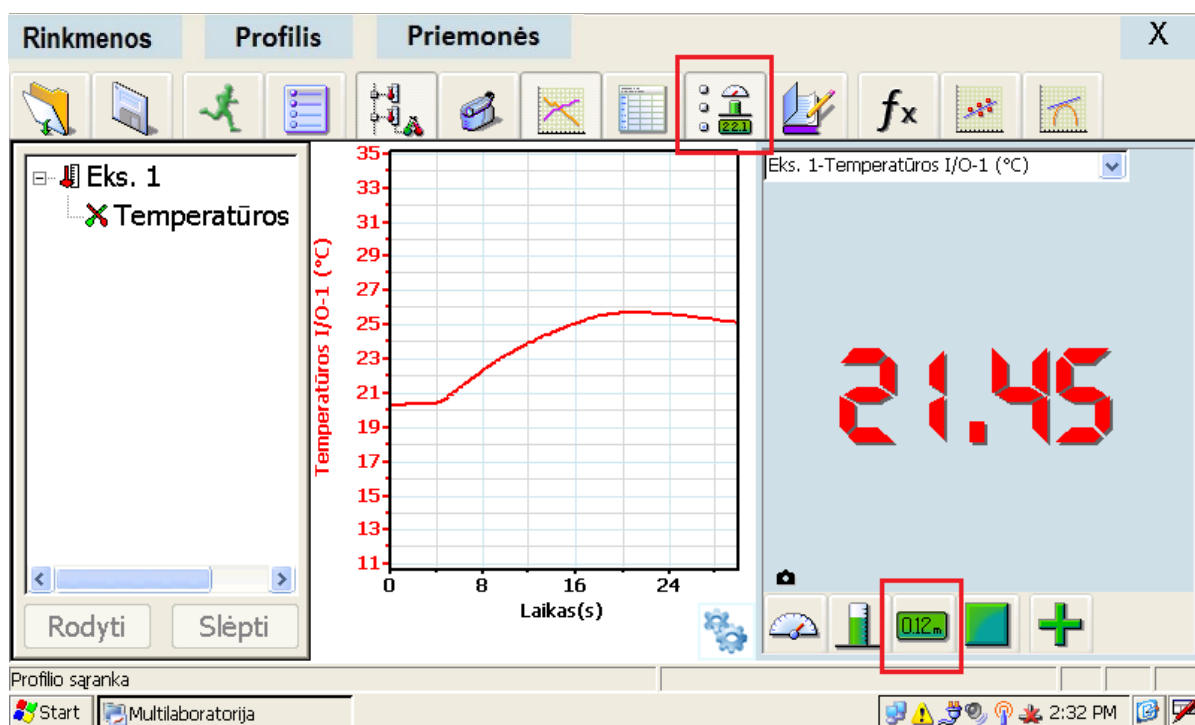 Rinkmenos Profilis Priemonės X
22.1 fx
Eks. 1
Temperatūros
Rodyti Slėpti
Temperatūros I/O-1 (°C)
35
33
31
29
27
25
23
21
19
17
15
13
11
0 8 16 24
Laikas(s)
Eks. 1-Temperatūros I/O-1 (°C)
21.45
0.12 m
Profilio sąranka
Start Multilaboratorija 2:32 PM